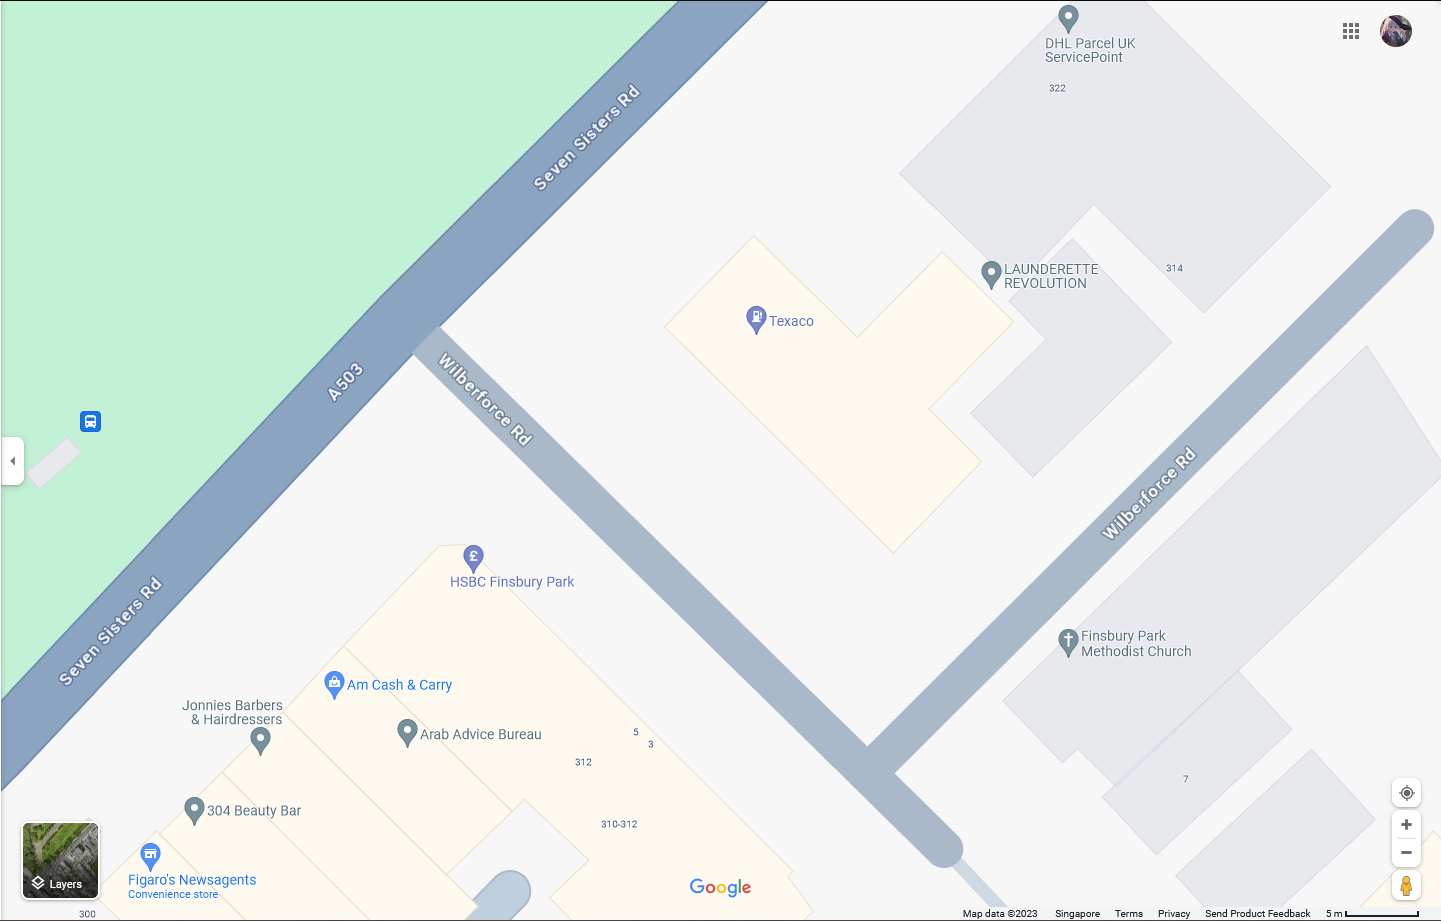 DHL Parcel UK
ServicePoint
322
Seven Sisters Rd
LAUNDERETTE
REVOLUTION
314
Texaco
A503
Wilberforce Rd
Wilberforce Rd
HSBC Finsbury Park
Seven Sisters Rd
Finsbury Park
Methodist Church
Am Cash & Carry
Jonnies Barbers
& Hairdressers
Arab Advice Bureau
5
3
312
7
304 Beauty Bar
310-312
Figaro's Newsagents
Convenience store
Layers
Google
300
Map data ©2023 Singapore Terms Privacy Send Product Feedback 5 m